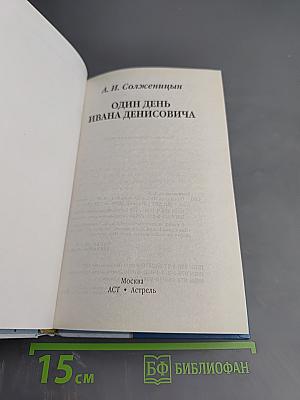 А. И. Солженицын
ОДИН ДЕНЬ
ИВАНА ДЕНИСОВИЧА
Москва
АСТ • Астрель
15 см
БФ БИБЛИОФАН